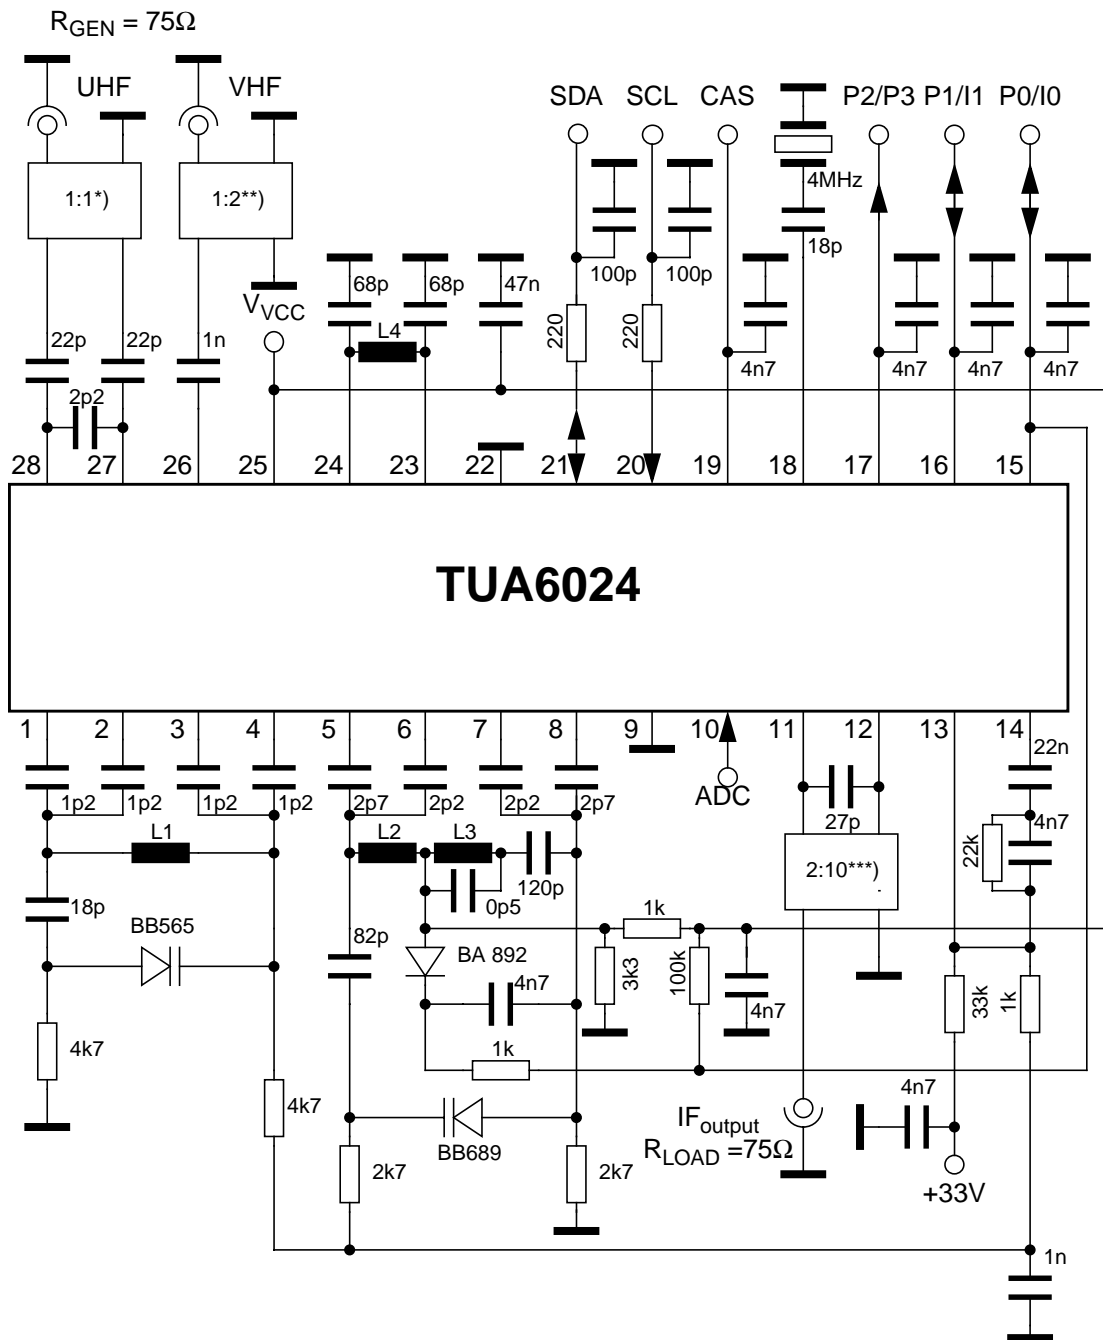 RGEN = 75Ω
UHF VHF SDA SCL CAS P2/P3 P1/I1 P0/I0
1:1*) 1:2**) 4MHz
18p
100p 100p
VVCC 68p 68p 47n
L4 220 220
22p 22p 1n
4n7 4n7 4n7 4n7
2p2
28 27 26 25 24 23 22 21 20 19 18 17 16 15
TUA6024
1 2 3 4 5 6 7 8 9 10 11 12 13 14
22n
1p2 1p2 1p2 1p2 2p7 2p2 2p2 2p7 ADC
27p 4n7
L1 L2 L3 22k
2:10***)
120p
18p 0p5
1k
BB565 82p BA 892
4n7 3k3 100k 4n7 33k 1k
4k7 1k
4n7
4k7 IFoutput
BB689 RLOAD =75Ω
2k7 2k7 +33V
1n